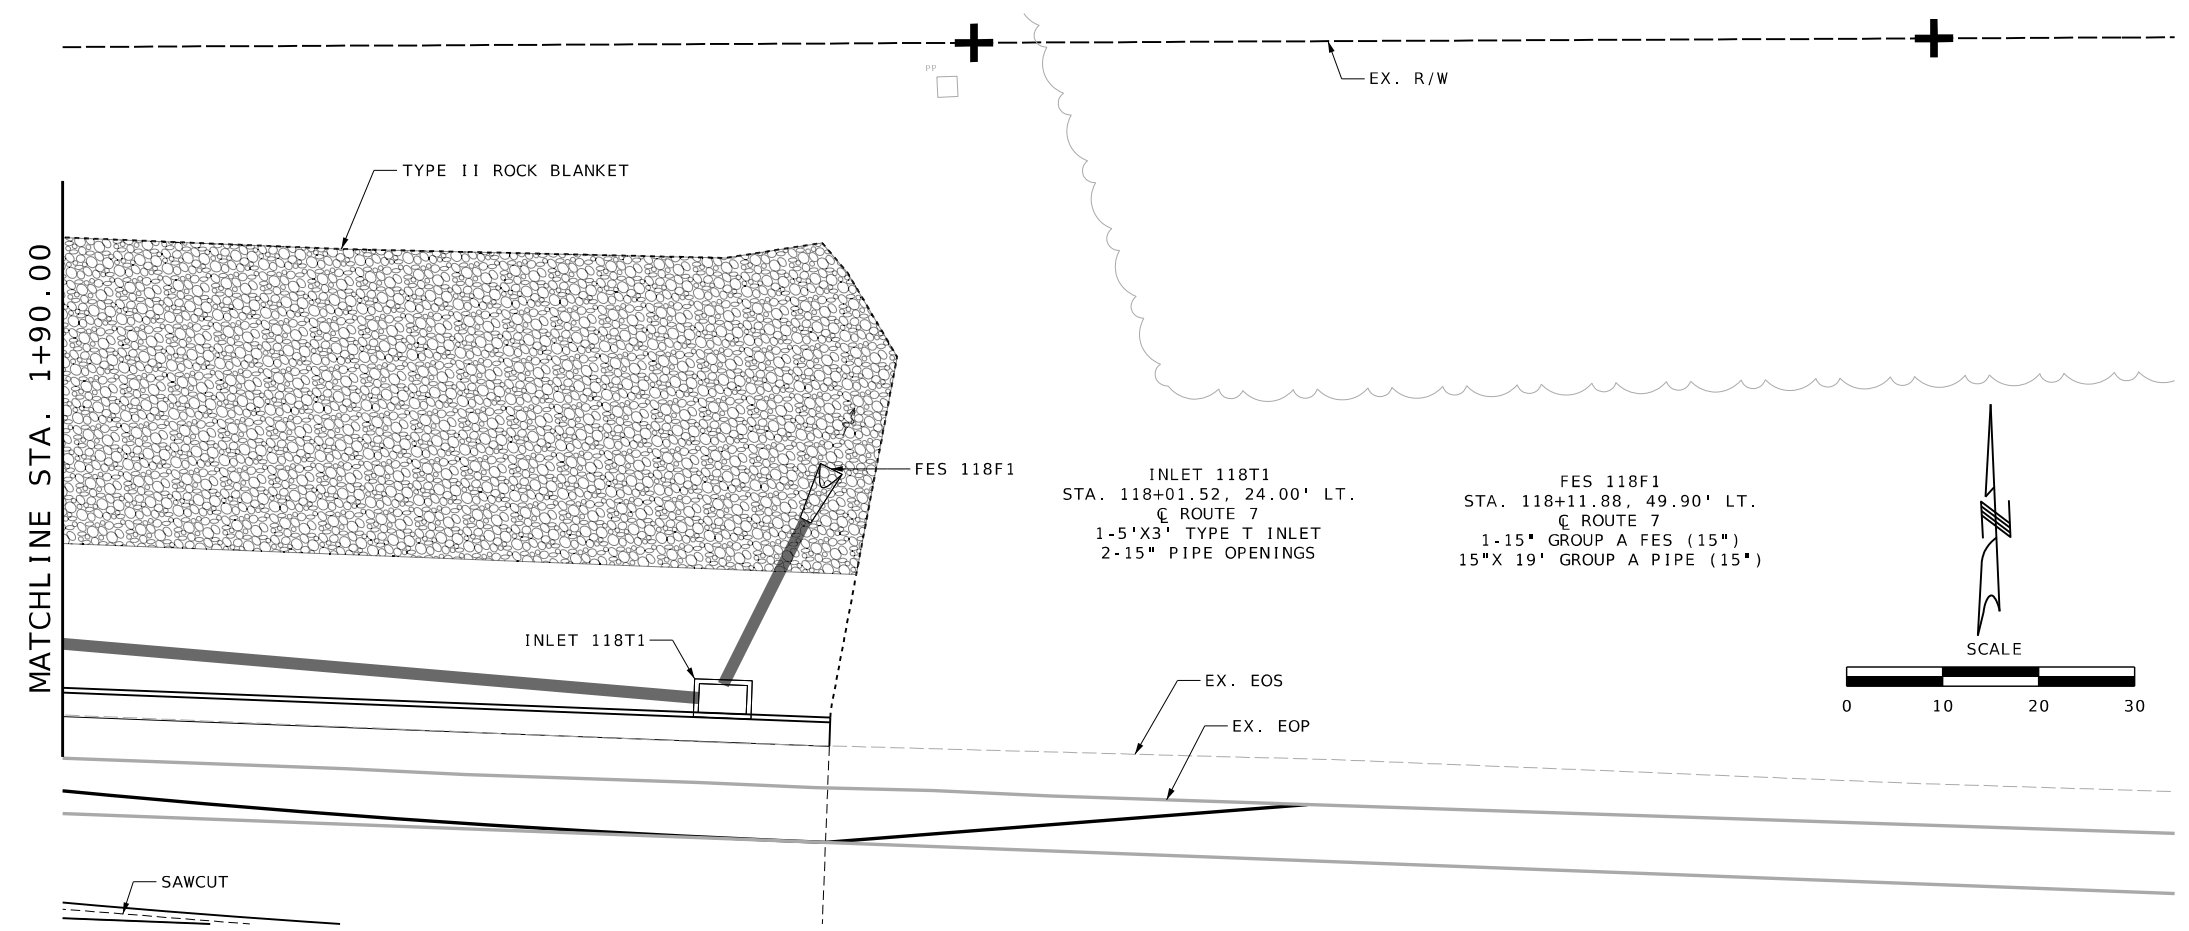 PP
EX. R/W
TYPE II ROCK BLANKET
MATCHLINE STA. 1+90.00
FES 118F1
INLET 118T1
STA. 118+01.52, 24.00' LT.
℄ ROUTE 7
1-5'X3' TYPE T INLET
2-15" PIPE OPENINGS
FES 118F1
STA. 118+11.88, 49.90' LT.
℄ ROUTE 7
1-15" GROUP A FES (15")
15"X 19' GROUP A PIPE (15")
INLET 118T1
SCALE
0 10 20 30
EX. EOS
EX. EOP
SAWCUT